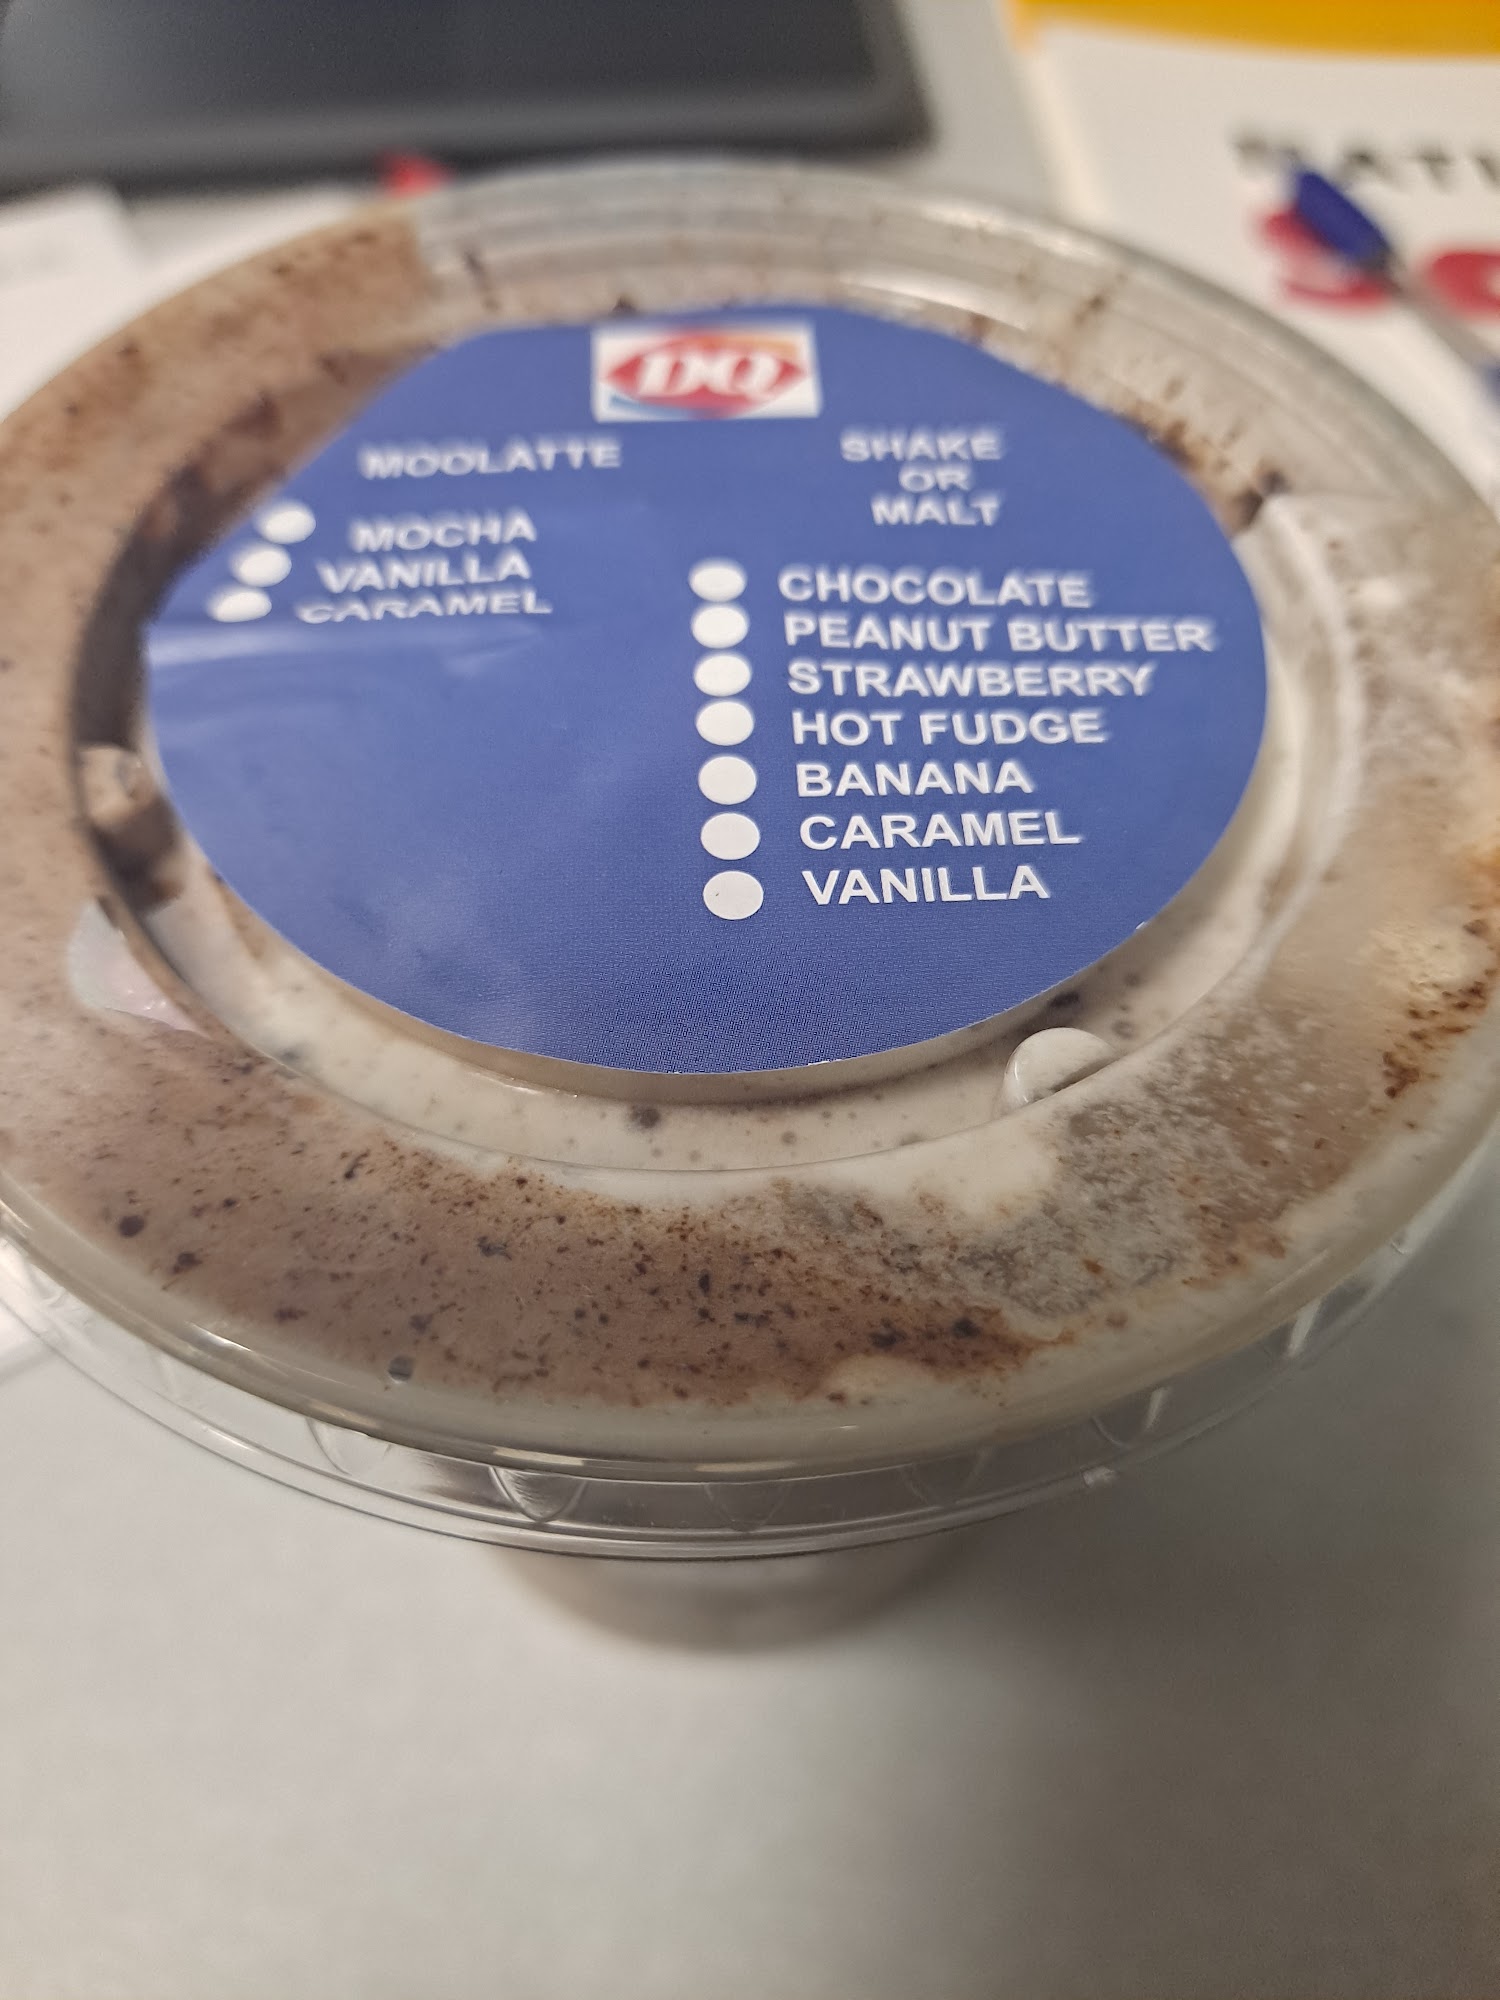 DQ
MOOLATTE
MOCHA
VANILLA
CARAMEL
SHAKE
OR
MALT
CHOCOLATE
PEANUT BUTTER
STRAWBERRY
HOT FUDGE
BANANA
CARAMEL
VANILLA